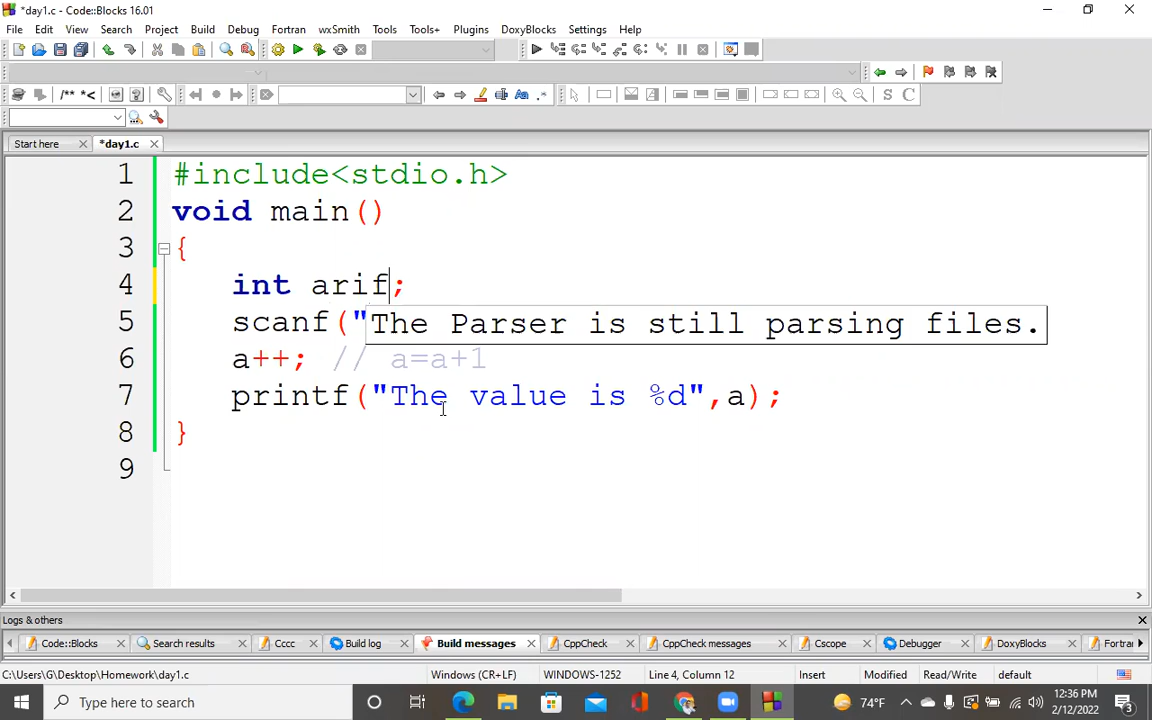 *day1.c - Code::Blocks 16.01
File Edit View Search Project Build Debug Fortran wxSmith Tools Tools+ Plugins DoxyBlocks Settings Help
/** *<
S C
Start here *day1.c
1 #include<stdio.h>
2 void main()
3 {
4 int arif;
5 scanf("
The Parser is still parsing files.
6 a++; // a=a+1
7 printf("The value is %d",a);
8 }
9
Logs & others
Code::Blocks Search results Cccc Build log Build messages CppCheck CppCheck messages Cscope Debugger DoxyBlocks Fortra
C:\Users\G\Desktop\Homework\day1.c Windows (CR+LF) WINDOWS-1252 Line 4, Column 12 Insert Modified Read/Write default
Type here to search 74°F 12:36 PM
2/12/2022 3